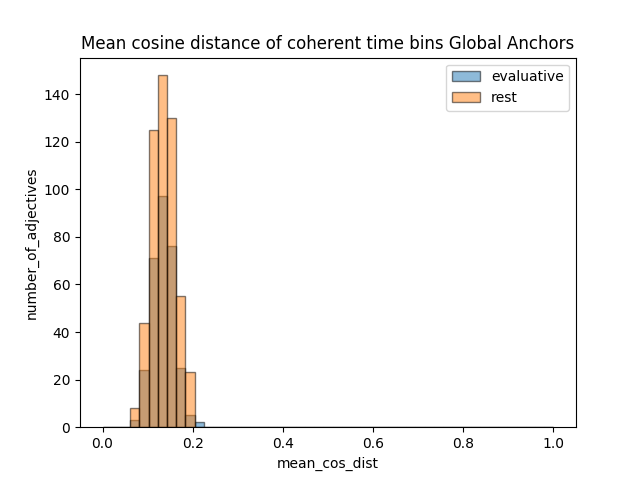 Mean cosine distance of coherent time bins Global Anchors
evaluative
rest
number_of_adjectives
140
120
100
80
60
40
20
0
0.0 0.2 0.4 0.6 0.8 1.0
mean_cos_dist